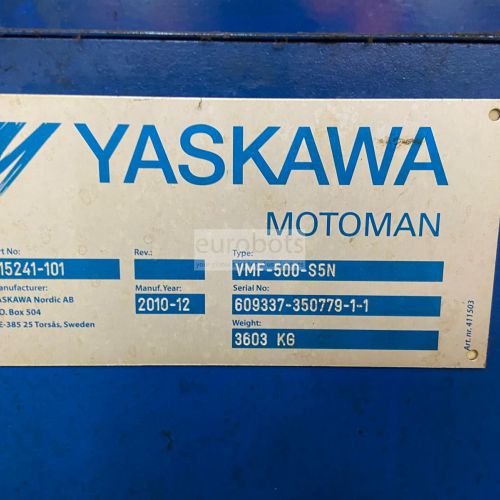 YASKAWA
MOTOMAN
eurobots
rt No:
Rev.:
Type:
15241-101
VMF-500-S5N
anufacturer:
Manuf. Year:
Serial No:
ASKAWA Nordic AB
2010-12
609337-350779-1-1
.O. Box 504
E-385 25 Torsås, Sweden
Weight:
3603 KG
Art. nr. 411503